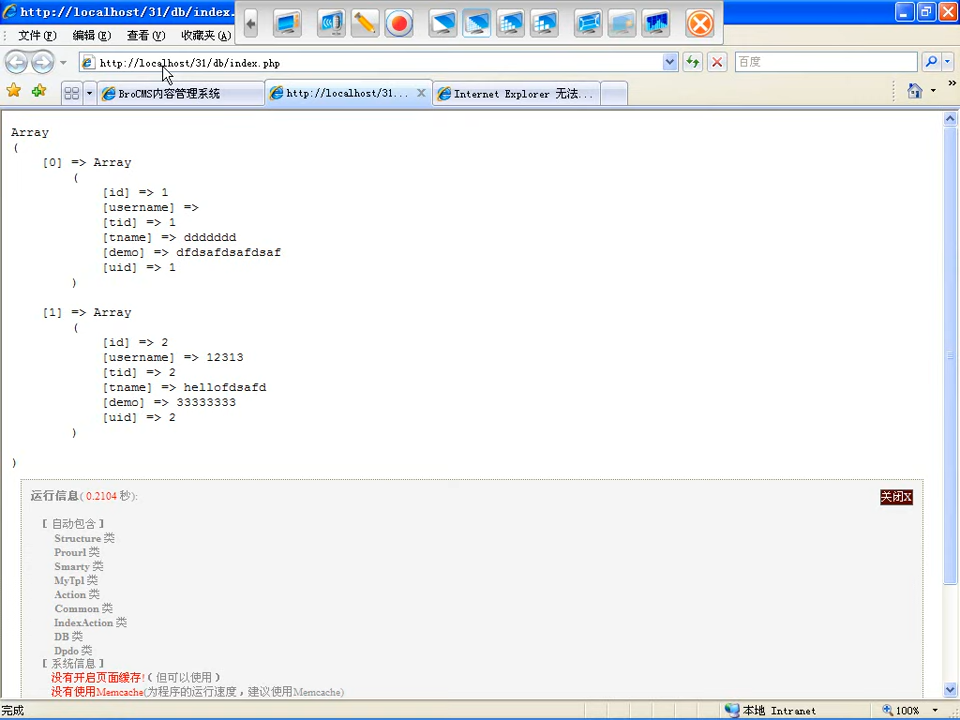 http://localhost/31/db/index.
文件(F) 编辑(E) 查看(V) 收藏夹(A)
http://localhost/31/db/index.php 百度
BroCMS内容管理系统 http://localhost/31... Internet Explorer 无法...
Array
(
[0] => Array
(
[id] => 1
[username] =>
[tid] => 1
[tname] => ddddddd
[demo] => dfdsafdsafdsaf
[uid] => 1
)
[1] => Array
(
[id] => 2
[username] => 12313
[tid] => 2
[tname] => hellofdsafd
[demo] => 33333333
[uid] => 2
)
)
运行信息( 0.2104 秒): 关闭X
[ 自动包含 ]
Structure 类
Prourl 类
Smarty 类
MyTpl 类
Action 类
Common 类
IndexAction 类
DB 类
Dpdo 类
[ 系统信息 ]
没有开启页面缓存!( 但可以使用 )
没有使用Memcache(为程序的运行速度，建议使用Memcache)
完成 本地 Intranet 100%